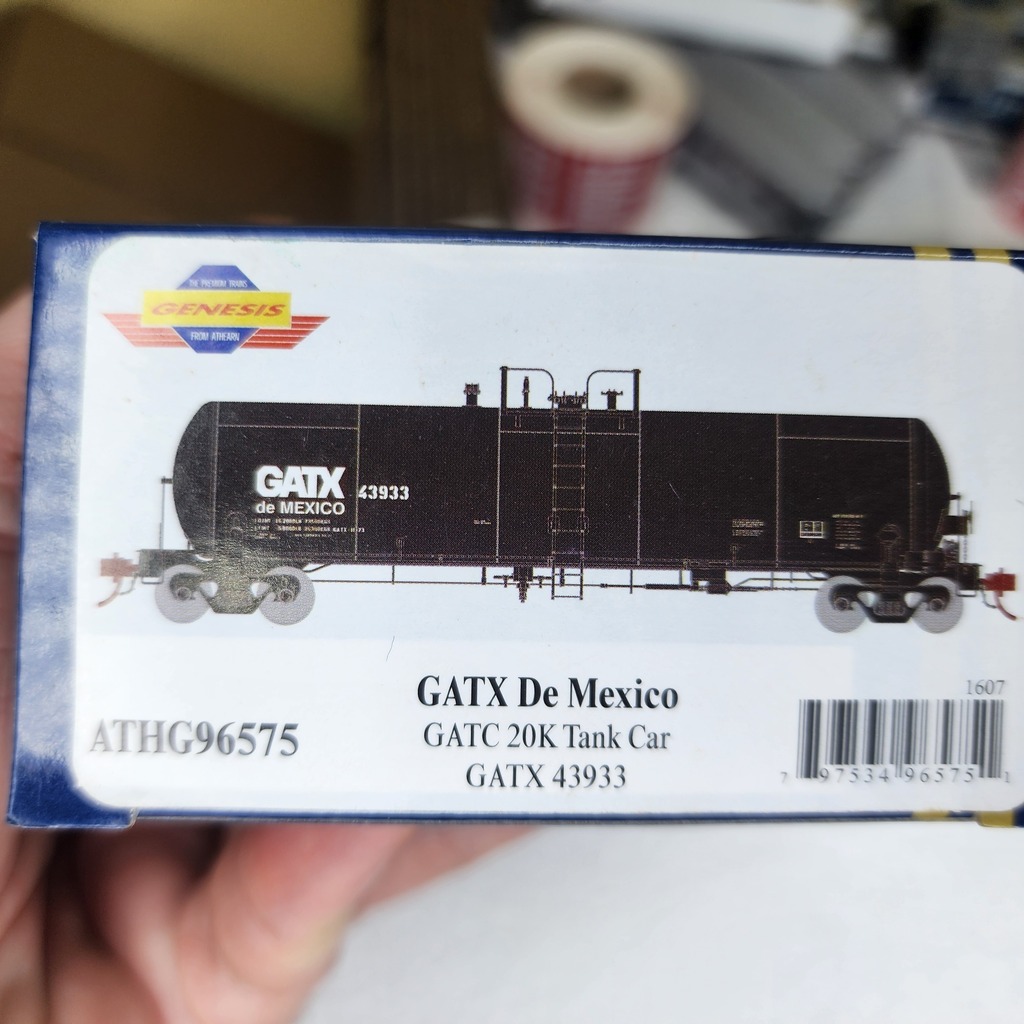 THE PREMIUM TRAINS
GENESIS
FROM ATHEARN
GATX 43933
de MEXICO
GATX De Mexico
ATHG96575
GATC 20K Tank Car
GATX 43933
1607
7 97534 96575 1